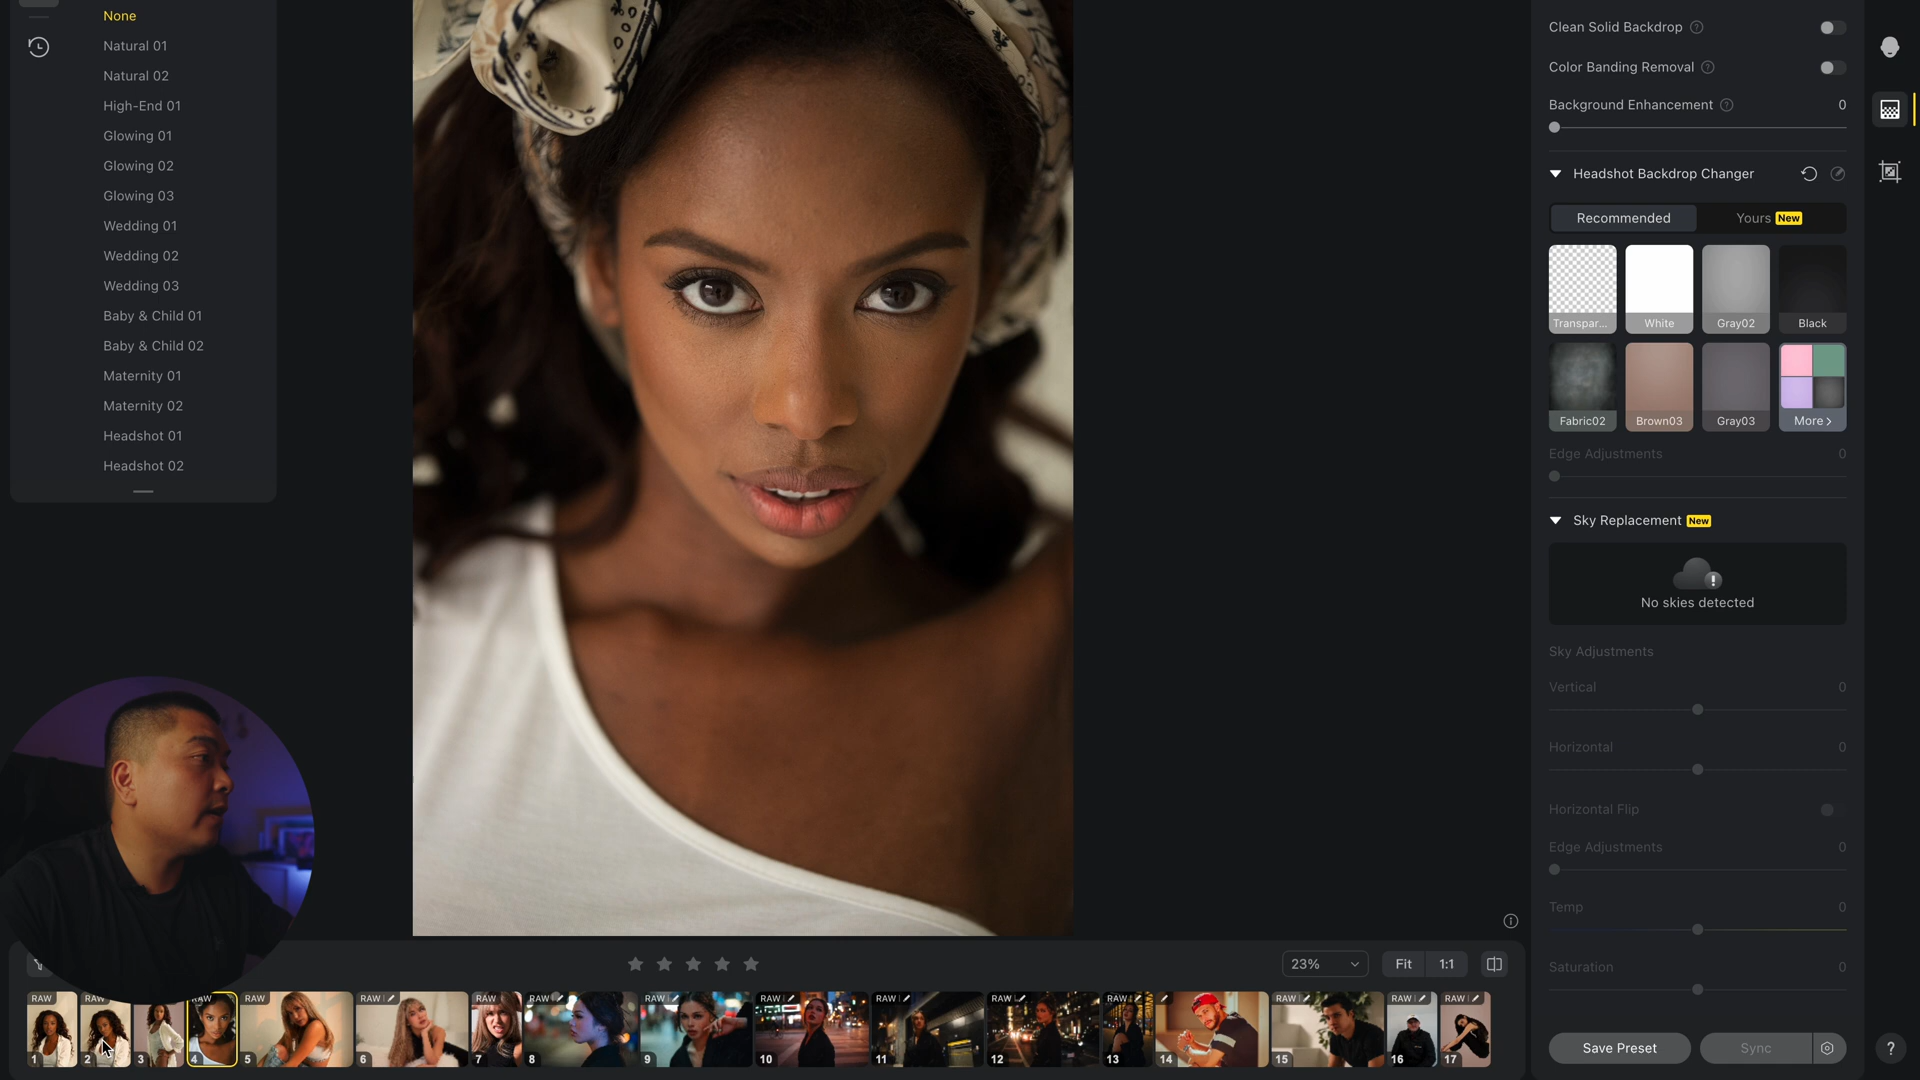 None
Natural 01
Natural 02
High-End 01
Glowing 01
Glowing 02
Glowing 03
Wedding 01
Wedding 02
Wedding 03
Baby & Child 01
Baby & Child 02
Maternity 01
Maternity 02
Headshot 01
Headshot 02
Clean Solid Backdrop ?
Color Banding Removal ?
Background Enhancement ? 0
Headshot Backdrop Changer
Recommended Yours New
Transpar... White Gray02 Black
Fabric02 Brown03 Gray03 More >
Edge Adjustments 0
Sky Replacement New
!
No skies detected
Sky Adjustments
Vertical 0
Horizontal 0
Horizontal Flip
Edge Adjustments 0
Temp 0
Saturation 0
Save Preset Sync ?
23% Fit 1:1
RAW RAW RAW RAW RAW RAW RAW RAW RAW RAW RAW RAW RAW RAW RAW
1 2 3 4 5 6 7 8 9 10 11 12 13 14 15 16 17